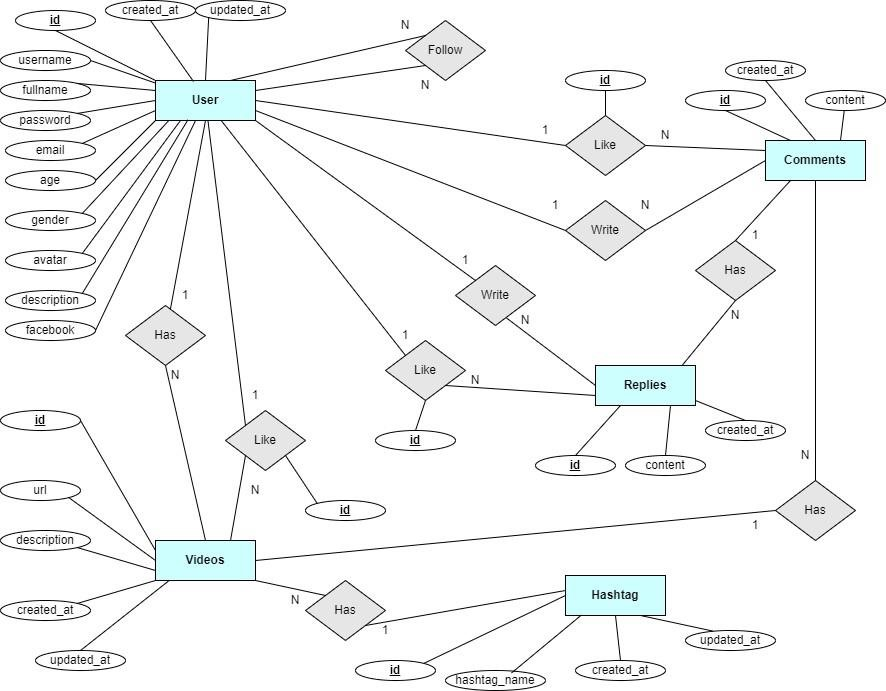 created_at
updated_at
id
N
Follow
username
id
created_at
fullname
N
User
id
content
password
1
N
email
Like
Comments
age
1
N
gender
Write
1
avatar
1
Has
Write
description
1
N
N
facebook
Has
1
Like
N
Replies
N
1
id
created_at
id
Like
N
id
content
url
N
id
Has
1
description
Videos
N
Has
Hashtag
created_at
1
updated_at
updated_at
id
hashtag_name
created_at